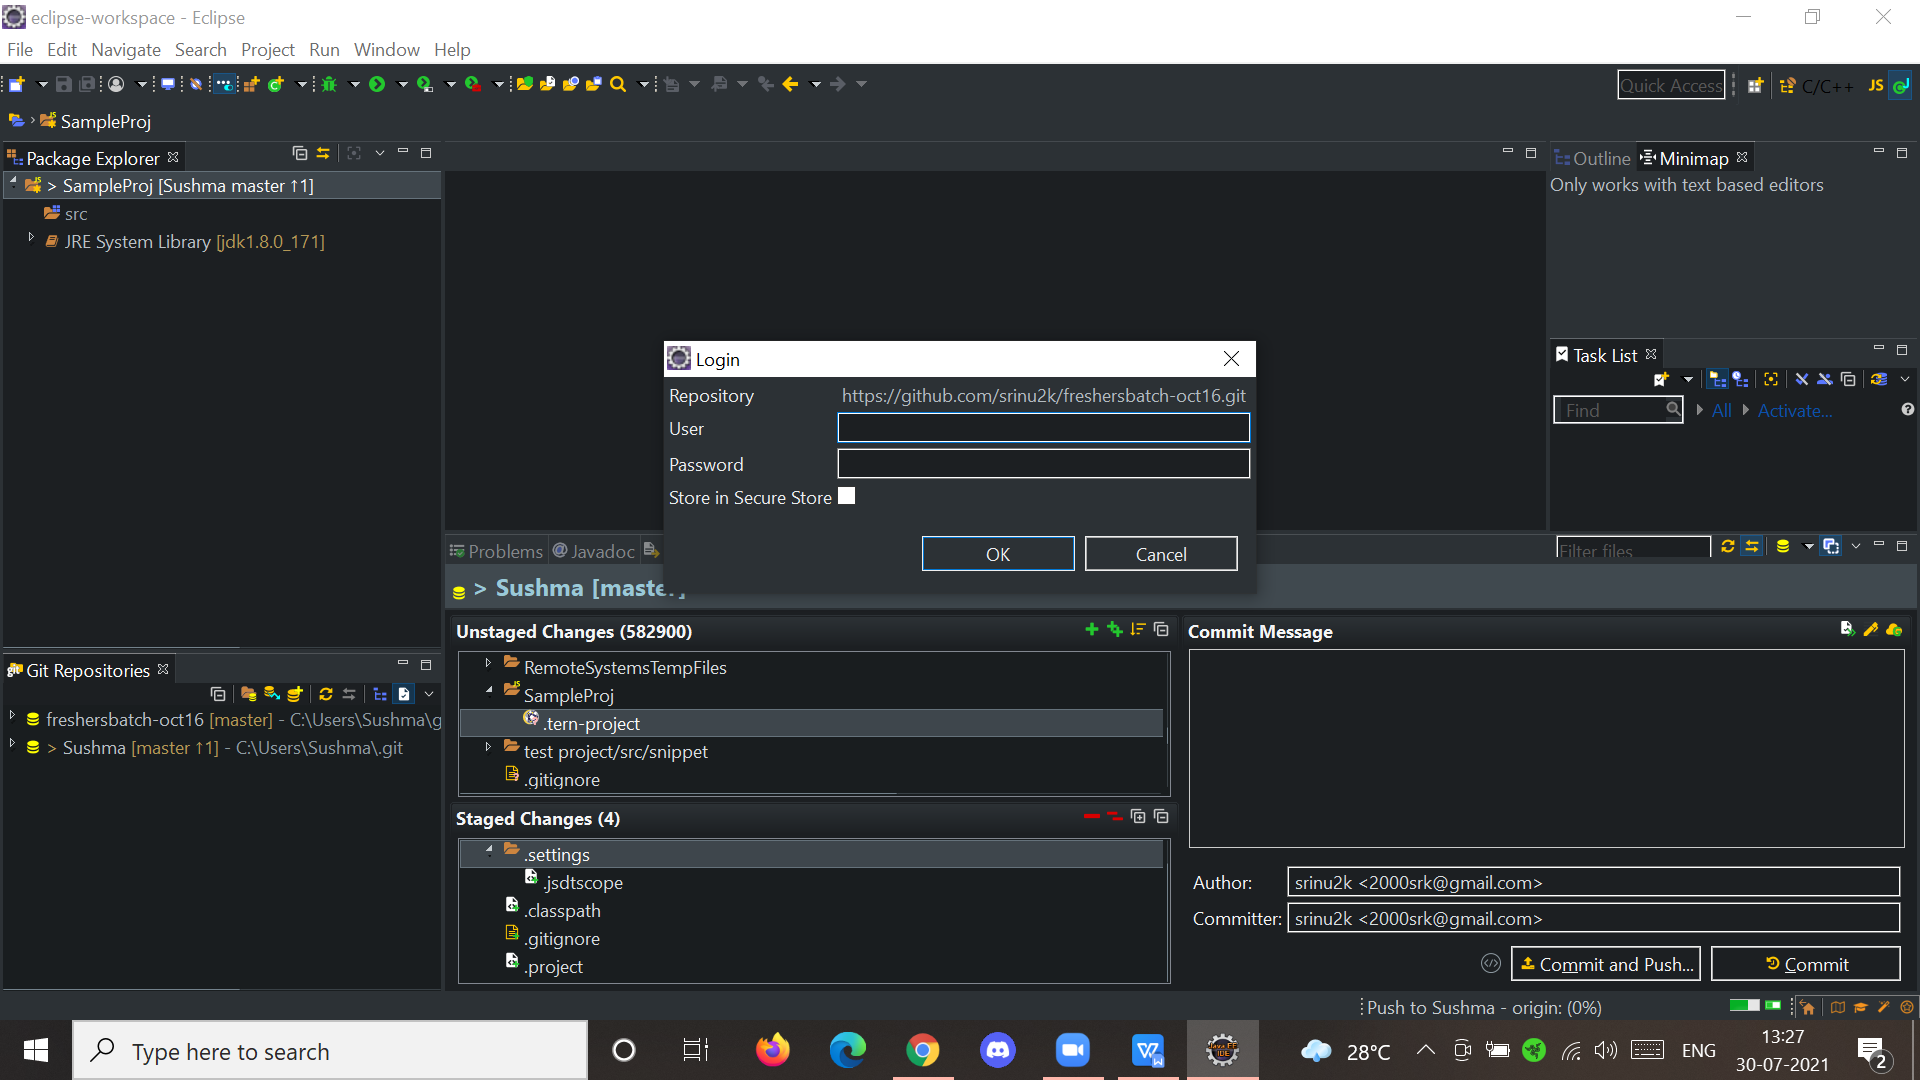 eclipse-workspace - Eclipse
File Edit Navigate Search Project Run Window Help
Quick Access
C/C++
JS
SampleProj
Package Explorer
> SampleProj [Sushma master ↑1]
src
JRE System Library [jdk1.8.0_171]
Outline Minimap
Only works with text based editors
Task List
Find
All Activate...
Login
Repository https://github.com/srinu2k/freshersbatch-oct16.git
User
Password
Store in Secure Store
OK Cancel
Problems @ Javadoc
Filter files
> Sushma [master]
Unstaged Changes (582900)
RemoteSystemsTempFiles
SampleProj
.tern-project
test project/src/snippet
.gitignore
Staged Changes (4)
.settings
.jsdtscope
.classpath
.gitignore
.project
Commit Message
Author: srinu2k <2000srk@gmail.com>
Committer: srinu2k <2000srk@gmail.com>
Commit and Push... Commit
Git Repositories
freshersbatch-oct16 [master] - C:\Users\Sushma\g
> Sushma [master ↑1] - C:\Users\Sushma\.git
Push to Sushma - origin: (0%)
Type here to search
28°C
ENG
13:27
30-07-2021
2